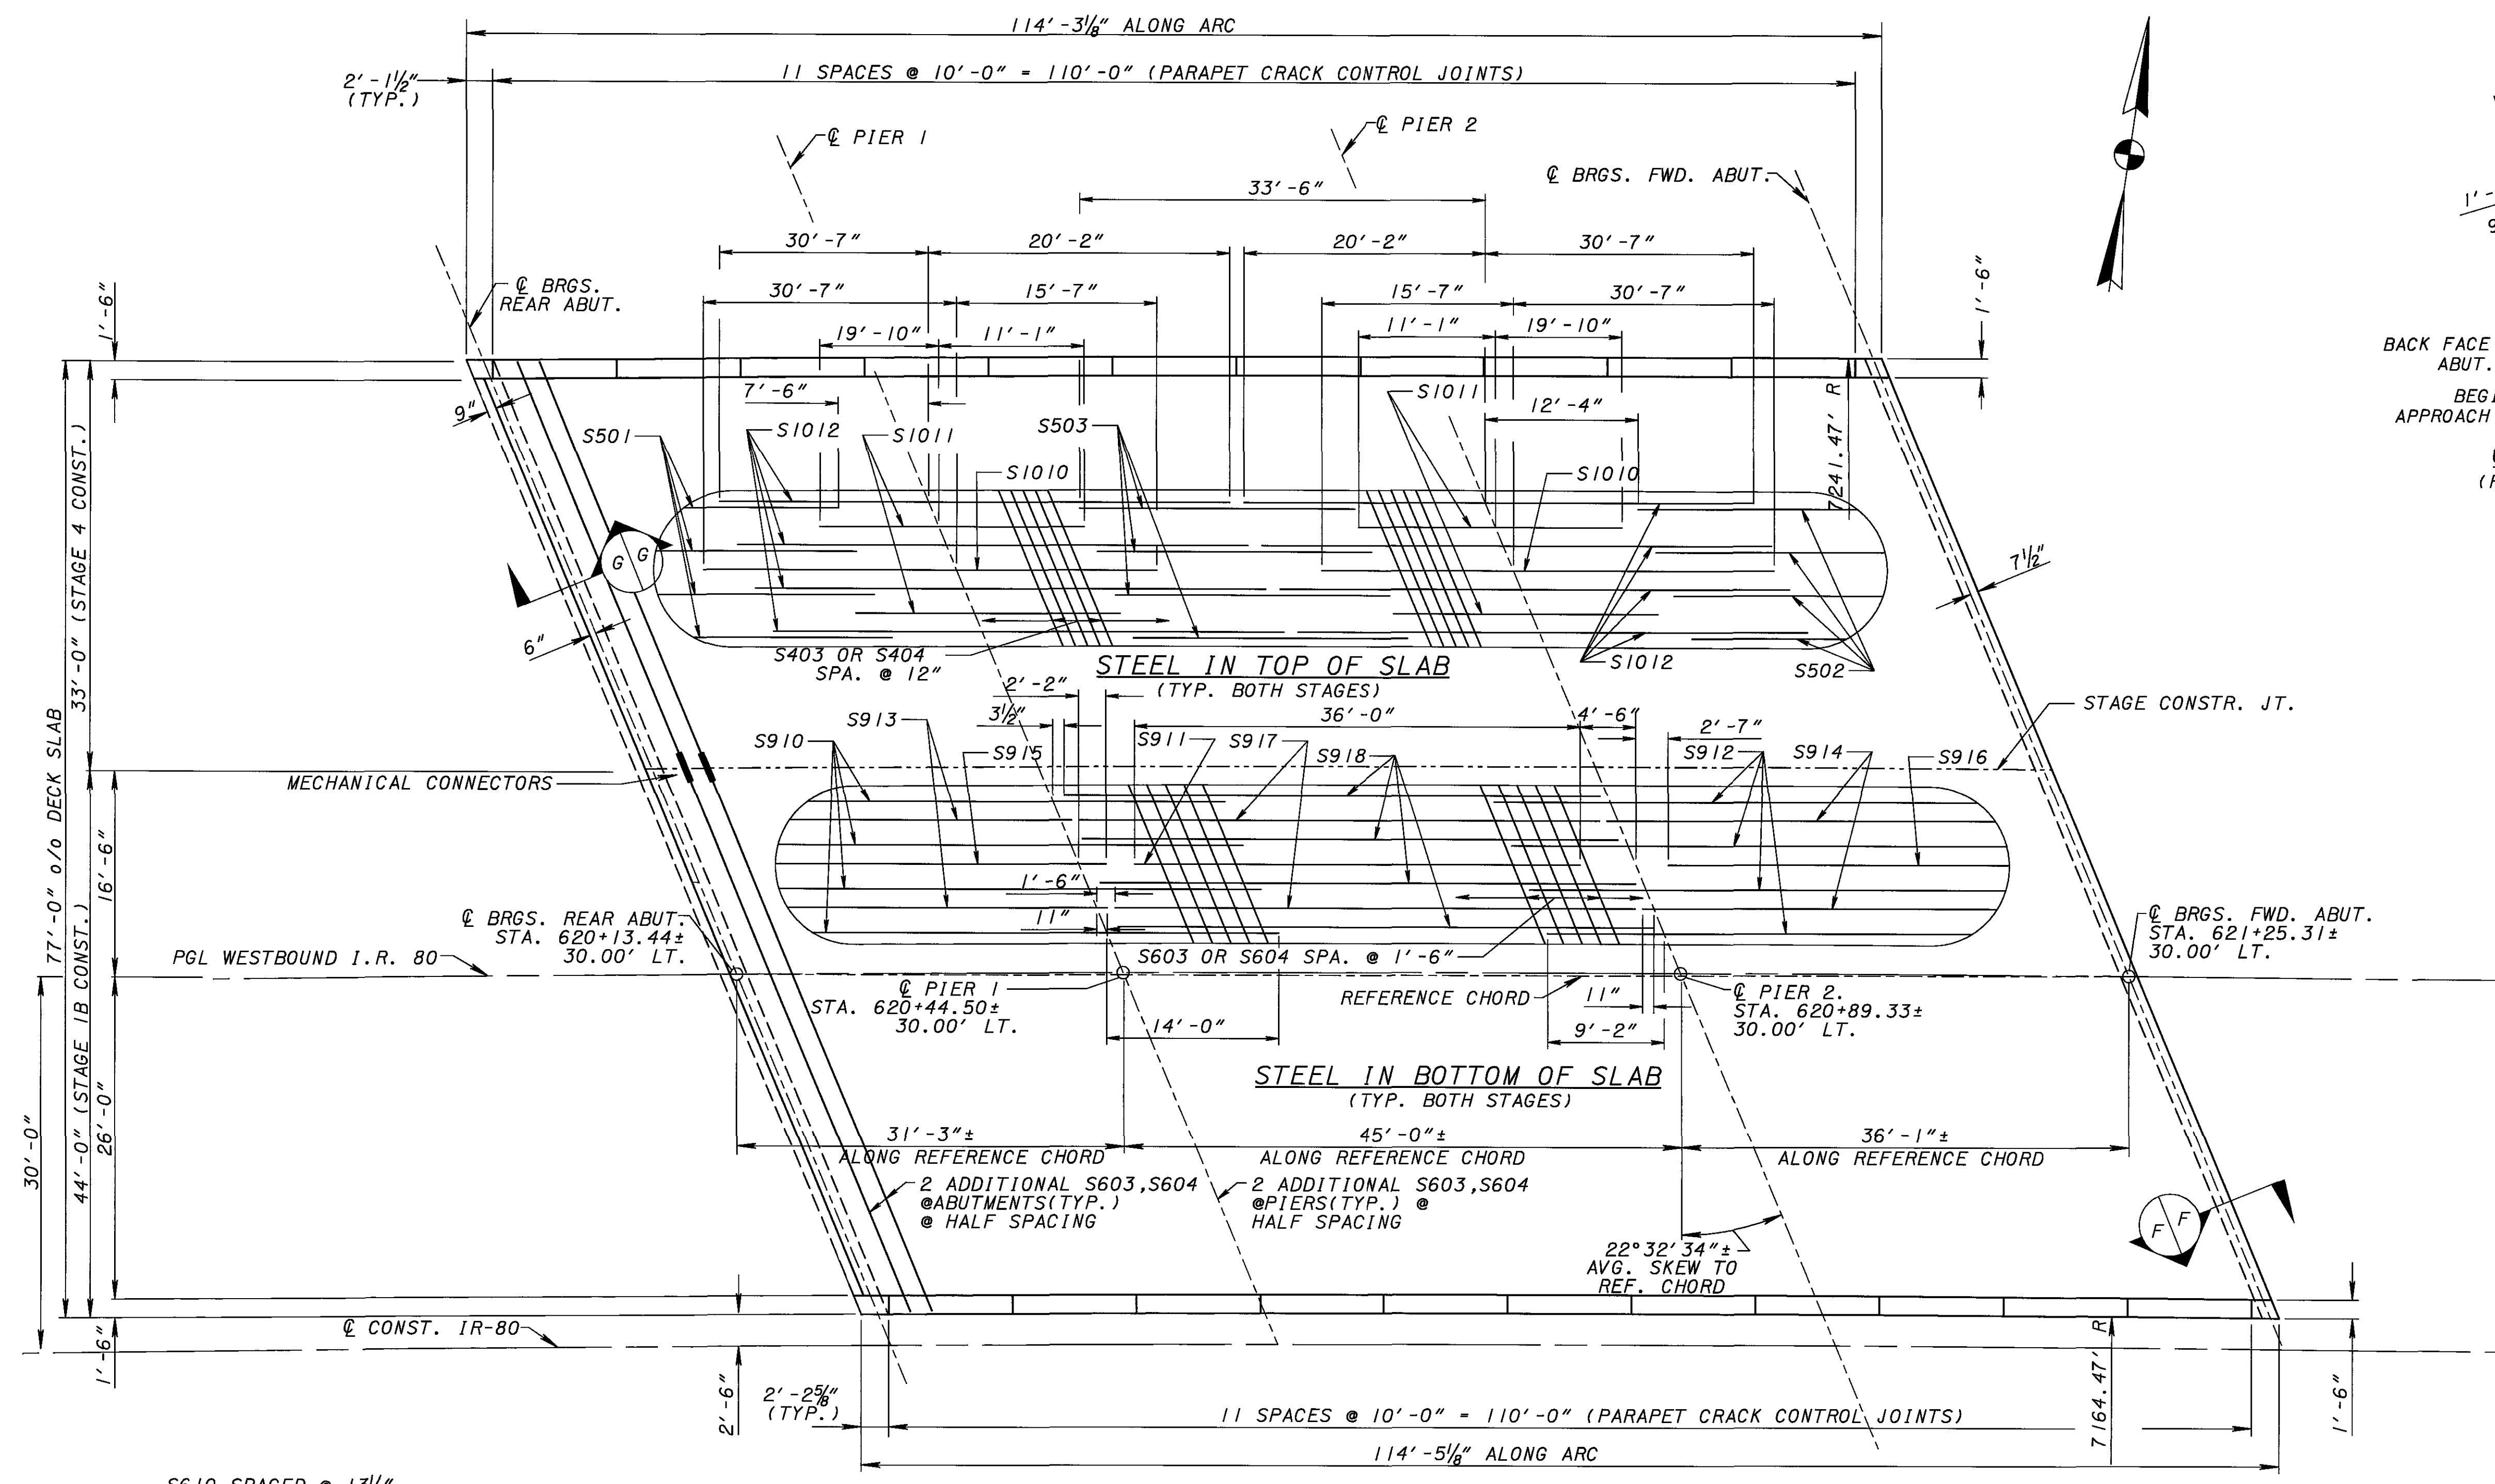 114'-3⅛" ALONG ARC
2'-1½"
(TYP.)
11 SPACES @ 10'-0" = 110'-0" (PARAPET CRACK CONTROL JOINTS)
℄ PIER 1
℄ PIER 2
℄ BRGS. FWD. ABUT.
33'-6"
30'-7"
20'-2"
20'-2"
30'-7"
1'-6"
℄ BRGS.
REAR ABUT.
30'-7"
15'-7"
15'-7"
30'-7"
1'-6"
19'-10"
11'-1"
11'-1"
19'-10"
BACK FACE
ABUT.
APPROACH
9"
7'-6"
S1011
12'-4"
7241.47' R
S501
S1012
S1011
S503
S1010
S1010
33'-0" (STAGE 4 CONST.)
G G
7½"
6"
S403 OR S404
SPA. @ 12"
STEEL IN TOP OF SLAB
(TYP. BOTH STAGES)
S1012
S502
2'-2"
3½"
36'-0"
4'-6"
2'-7"
STAGE CONSTR. JT.
S913
S910
S915
S911
S917
S918
S912
S914
S916
MECHANICAL CONNECTORS
77'-0" o/o DECK SLAB
16'-6"
1'-6"
11"
℄ BRGS. REAR ABUT.
STA. 620+13.44±
30.00' LT.
PGL WESTBOUND I.R. 80
S603 OR S604 SPA. @ 1'-6"
℄ BRGS. FWD. ABUT.
STA. 621+25.31±
30.00' LT.
℄ PIER 1
STA. 620+44.50±
30.00' LT.
REFERENCE CHORD
11"
℄ PIER 2.
STA. 620+89.33±
30.00' LT.
14'-0"
9'-2"
STEEL IN BOTTOM OF SLAB
(TYP. BOTH STAGES)
44'-0" (STAGE 1B CONST.)
26'-0"
30'-0"
31'-3"±
ALONG REFERENCE CHORD
45'-0"±
ALONG REFERENCE CHORD
36'-1"±
ALONG REFERENCE CHORD
2 ADDITIONAL S603,S604
@ABUTMENTS(TYP.)
@ HALF SPACING
2 ADDITIONAL S603,S604
@PIERS(TYP.) @
HALF SPACING
22°32'34"±
AVG. SKEW TO
REF. CHORD
F F
℄ CONST. IR-80
1'-6"
2'-6"
2'-2⅝"
(TYP.)
11 SPACES @ 10'-0" = 110'-0" (PARAPET CRACK CONTROL JOINTS)
7164.47' R
1'-6"
114'-5⅛" ALONG ARC
S610 SPACED @ 13¼"